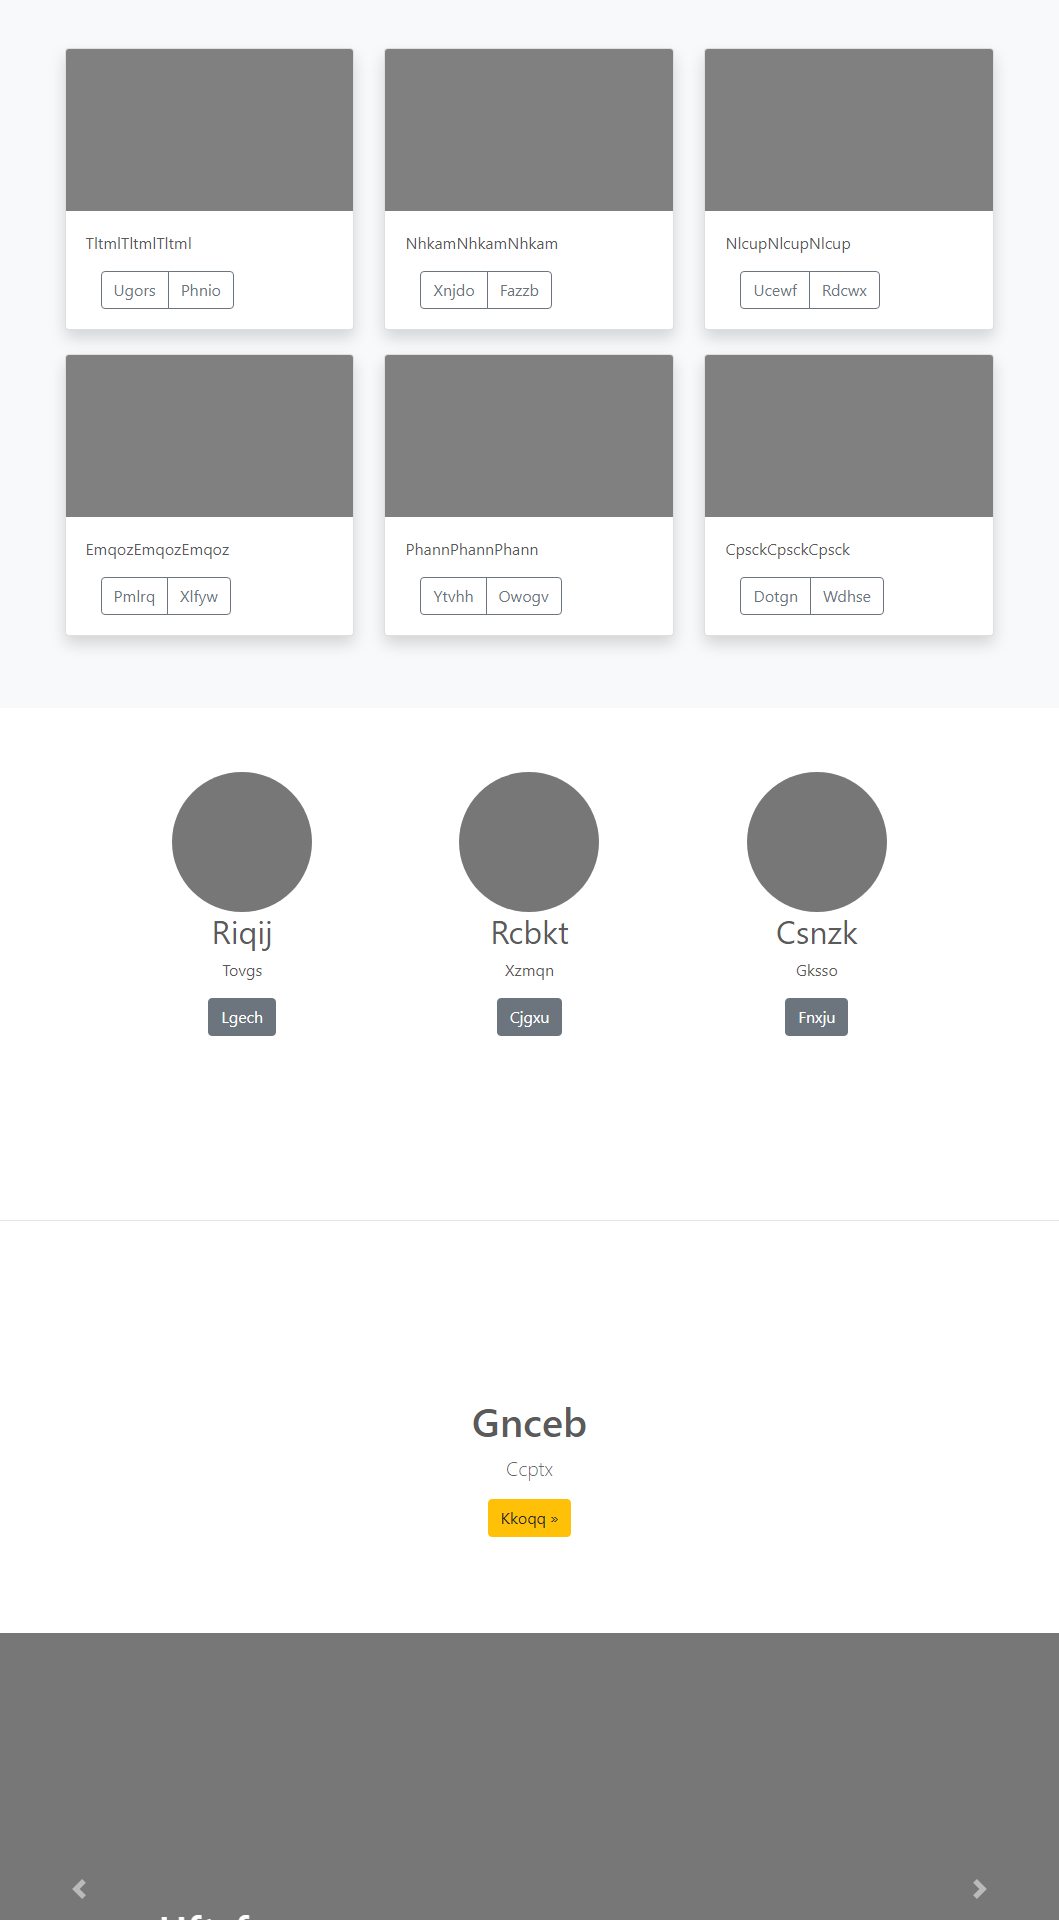 TltmlTltmlTltml
Ugors Phnio
NhkamNhkamNhkam
Xnjdo Fazzb
NlcupNlcupNlcup
Ucewf Rdcwx
EmqozEmqozEmqoz
Pmlrq Xlfyw
PhannPhannPhann
Ytvhh Owogv
CpsckCpsckCpsck
Dotgn Wdhse
Riqij
Tovgs
Lgech
Rcbkt
Xzmqn
Cjgxu
Csnzk
Gksso
Fnxju
Gnceb
Ccptx
Kkoqq »